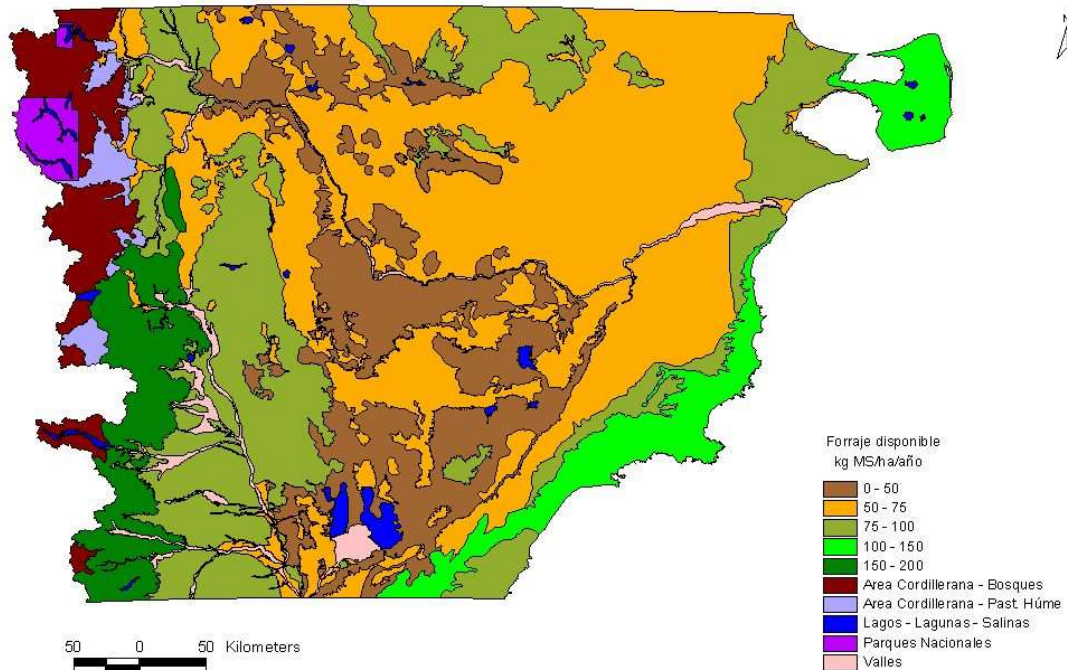 N
Forraje disponible
kg MS/ha/año
0 - 50
50 - 75
75 - 100
100 - 150
150 - 200
Area Cordillerana - Bosques
Area Cordillerana - Past. Húme
Lagos - Lagunas - Salinas
Parques Nacionales
Valles
50 0 50 Kilometers